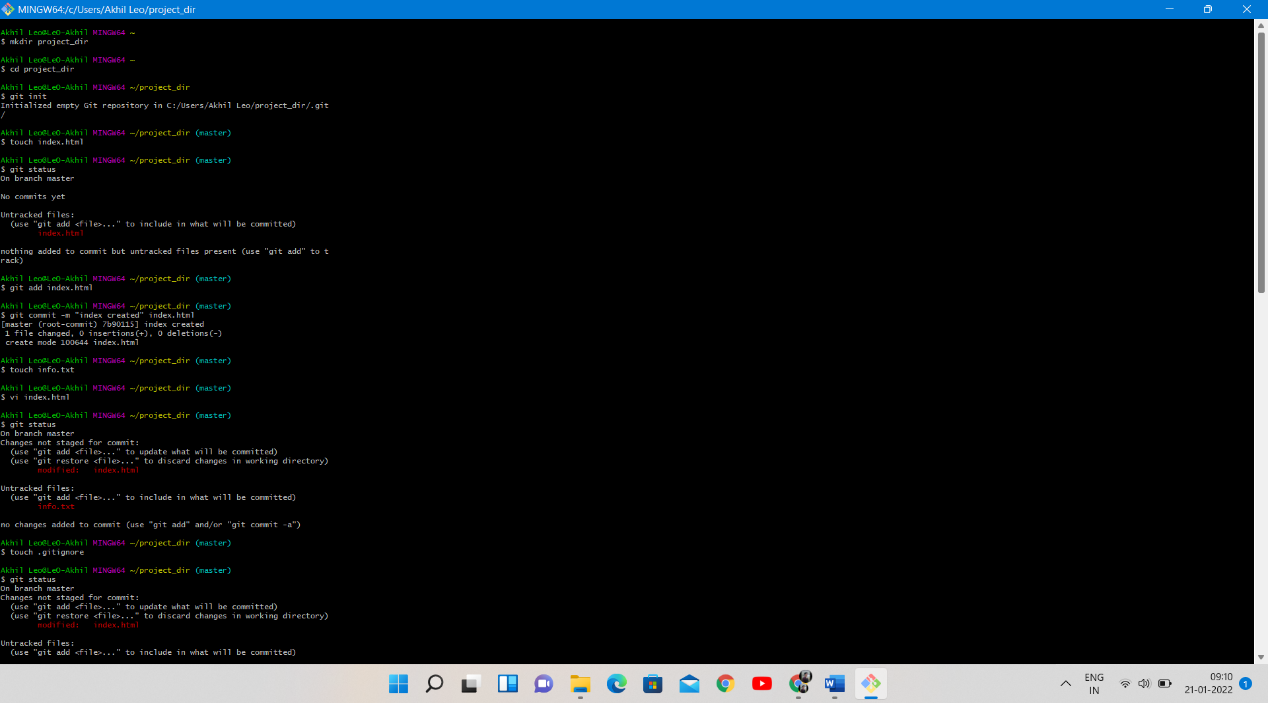 MINGW64:/c/Users/Akhil Leo/project_dir
Akhil Leo@LeO-Akhil MINGW64 ~
$ mkdir project_dir
Akhil Leo@LeO-Akhil MINGW64 ~
$ cd project_dir
Akhil Leo@LeO-Akhil MINGW64 ~/project_dir
$ git init
Initialized empty Git repository in C:/Users/Akhil Leo/project_dir/.git
/
Akhil Leo@LeO-Akhil MINGW64 ~/project_dir (master)
$ touch index.html
Akhil Leo@LeO-Akhil MINGW64 ~/project_dir (master)
$ git status
On branch master
No commits yet
Untracked files:
  (use "git add <file>..." to include in what will be committed)
        index.html
nothing added to commit but untracked files present (use "git add" to t
rack)
Akhil Leo@LeO-Akhil MINGW64 ~/project_dir (master)
$ git add index.html
Akhil Leo@LeO-Akhil MINGW64 ~/project_dir (master)
$ git commit -m "index created" index.html
[master (root-commit) 7b90115] index created
 1 file changed, 0 insertions(+), 0 deletions(-)
 create mode 100644 index.html
Akhil Leo@LeO-Akhil MINGW64 ~/project_dir (master)
$ touch info.txt
Akhil Leo@LeO-Akhil MINGW64 ~/project_dir (master)
$ vi index.html
Akhil Leo@LeO-Akhil MINGW64 ~/project_dir (master)
$ git status
On branch master
Changes not staged for commit:
  (use "git add <file>..." to update what will be committed)
  (use "git restore <file>..." to discard changes in working directory)
        modified:   index.html
Untracked files:
  (use "git add <file>..." to include in what will be committed)
        info.txt
no changes added to commit (use "git add" and/or "git commit -a")
Akhil Leo@LeO-Akhil MINGW64 ~/project_dir (master)
$ touch .gitignore
Akhil Leo@LeO-Akhil MINGW64 ~/project_dir (master)
$ git status
On branch master
Changes not staged for commit:
  (use "git add <file>..." to update what will be committed)
  (use "git restore <file>..." to discard changes in working directory)
        modified:   index.html
Untracked files:
  (use "git add <file>..." to include in what will be committed)
ENG
IN
09:10
21-01-2022
1